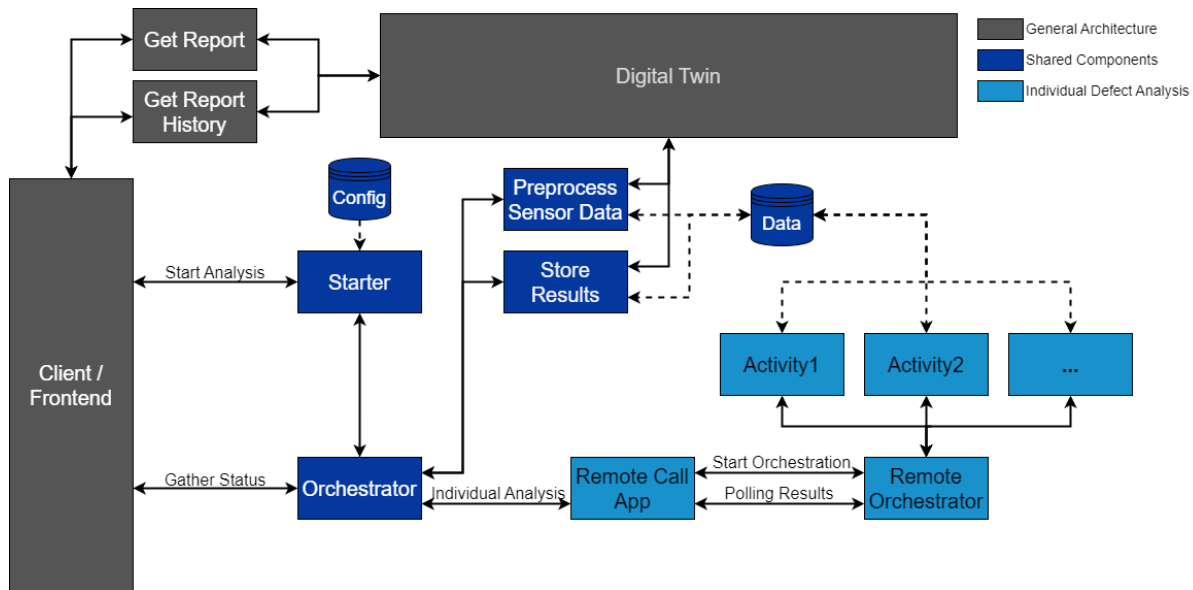 Get Report
Get Report
History
Digital Twin
General Architecture
Shared Components
Individual Defect Analysis
Config
Preprocess
Sensor Data
Data
Start Analysis
Starter
Store
Results
Client /
Frontend
Activity1
Activity2
...
Gather Status
Orchestrator
Individual Analysis
Remote Call
App
Start Orchestration
Polling Results
Remote
Orchestrator